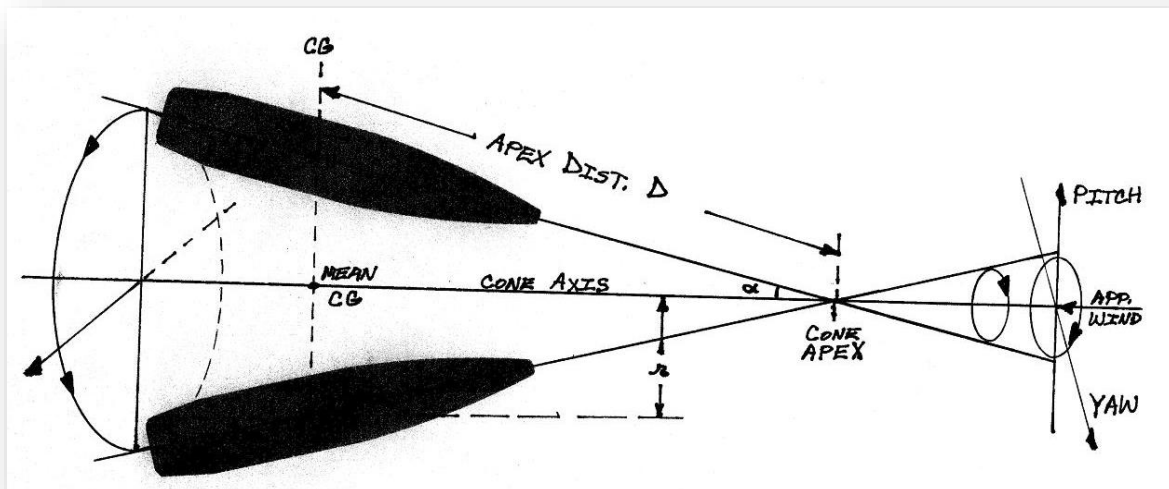 CG
APEX DIST. D
PITCH
MEAN
CG
CONE AXIS
α
APP.
WIND
CONE
APEX
r
YAW